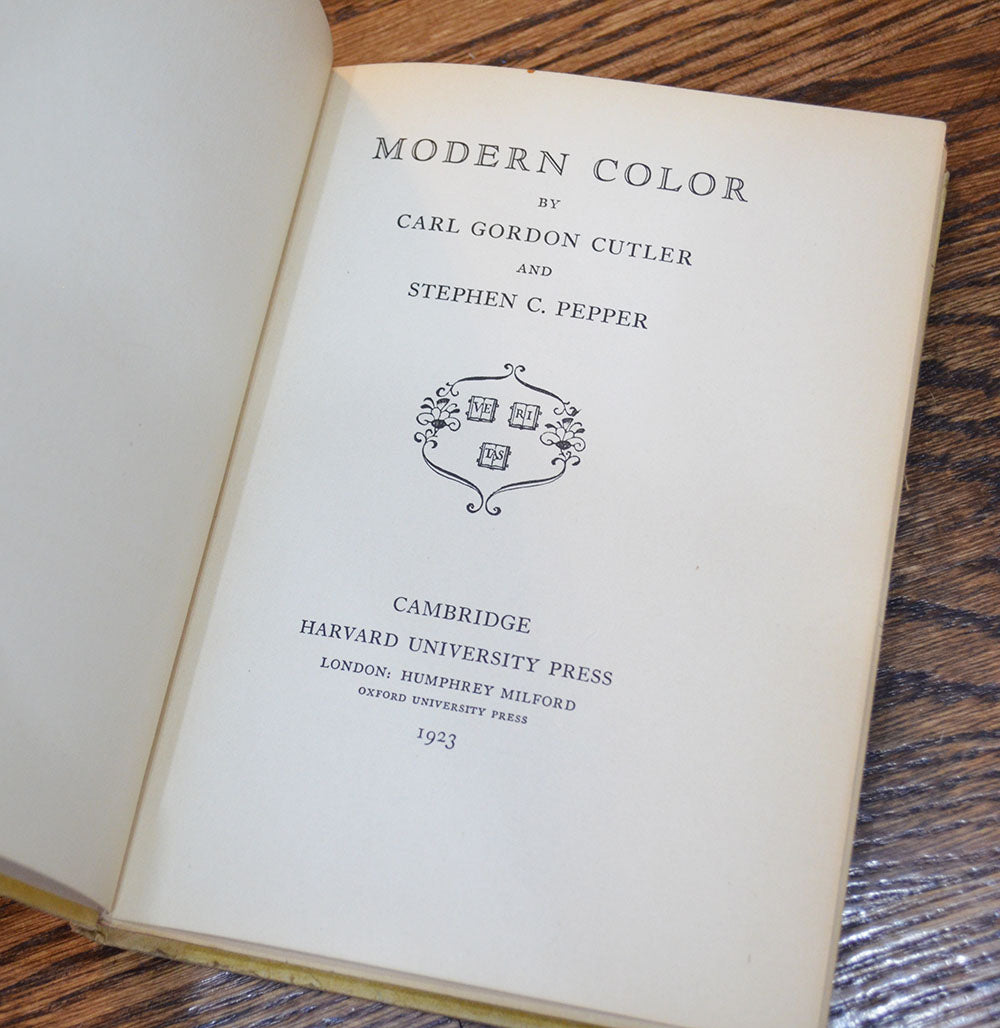 MODERN COLOR
BY
CARL GORDON CUTLER
AND
STEPHEN C. PEPPER
VE RI
TAS
CAMBRIDGE
HARVARD UNIVERSITY PRESS
LONDON: HUMPHREY MILFORD
OXFORD UNIVERSITY PRESS
1923